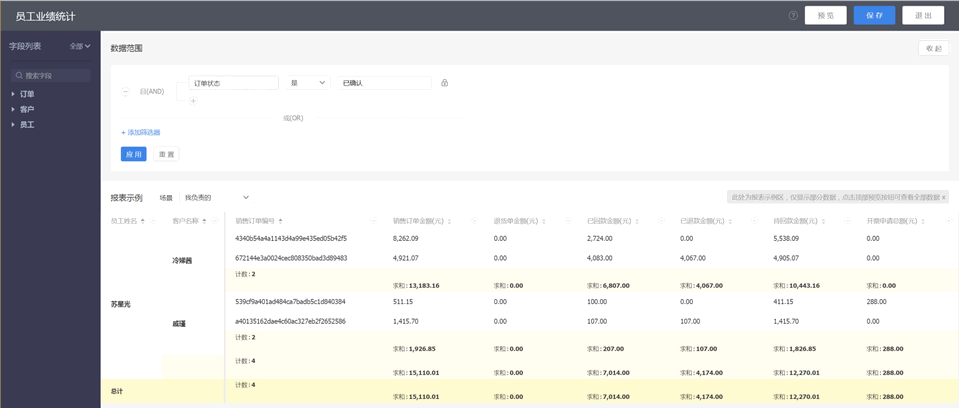 员工业绩统计
? 预 览 保 存 退 出
字段列表 全部
数据范围
收 起
搜索字段
订单
客户
员工
且(AND) 订单状态 是 已确认
或(OR)
+ 添加筛选器
应 用 重 置
报表示例 场景 我负责的
此处为报表示例区，仅显示部分数据，点击顶部预览按钮可查看全部数据 ×
员工姓名 客户名称 销售订单编号 销售订单金额(元) 退货单金额(元) 已回款金额(元) 已退款金额(元) 待回款金额(元) 开票申请总额(元)
4340b54a4a1143d4a99e435ed05b42f5 8,262.09 0.00 2,724.00 0.00 5,538.09 0.00
672144e3a0024cec808350bad3d89483 4,921.07 0.00 4,083.00 4,067.00 4,905.07 0.00
计数: 2
求和: 13,183.16 求和: 0.00 求和: 6,807.00 求和: 4,067.00 求和: 10,443.16 求和: 0.00
苏星光
539cf9a401ad484ca7badb5c1d840384 511.15 0.00 100.00 0.00 411.15 288.00
a40135162dae4c60ac327eb2f2652586 1,415.70 0.00 107.00 107.00 1,415.70 0.00
计数: 2
求和: 1,926.85 求和: 0.00 求和: 207.00 求和: 107.00 求和: 1,826.85 求和: 288.00
计数: 4
求和: 15,110.01 求和: 0.00 求和: 7,014.00 求和: 4,174.00 求和: 12,270.01 求和: 288.00
总计
计数: 4
求和: 15,110.01 求和: 0.00 求和: 7,014.00 求和: 4,174.00 求和: 12,270.01 求和: 288.00